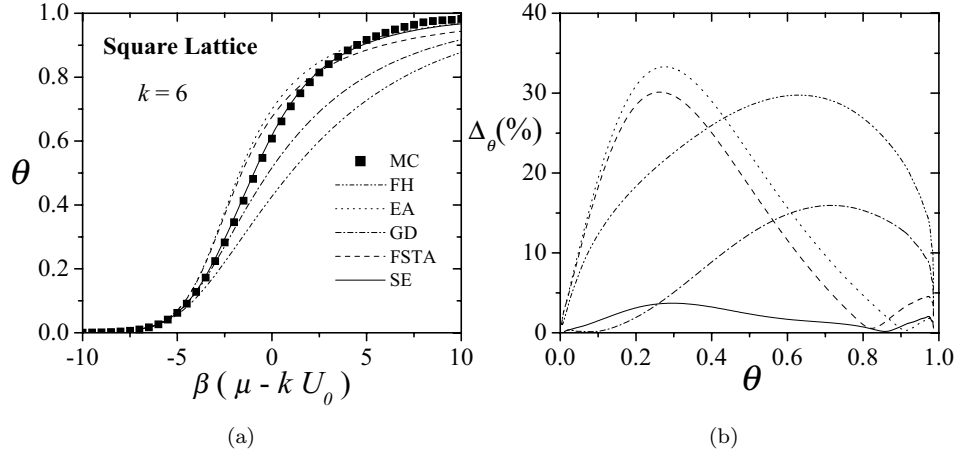 Square Lattice
k = 6
MC
FH
EA
GD
FSTA
SE
θ
1.0
0.8
0.6
0.4
0.2
0.0
-10
-5
0
5
10
β ( μ - k U₀ )
(a)
Δ_θ(%)
40
30
20
10
0
0.0
0.2
0.4
0.6
0.8
1.0
θ
(b)